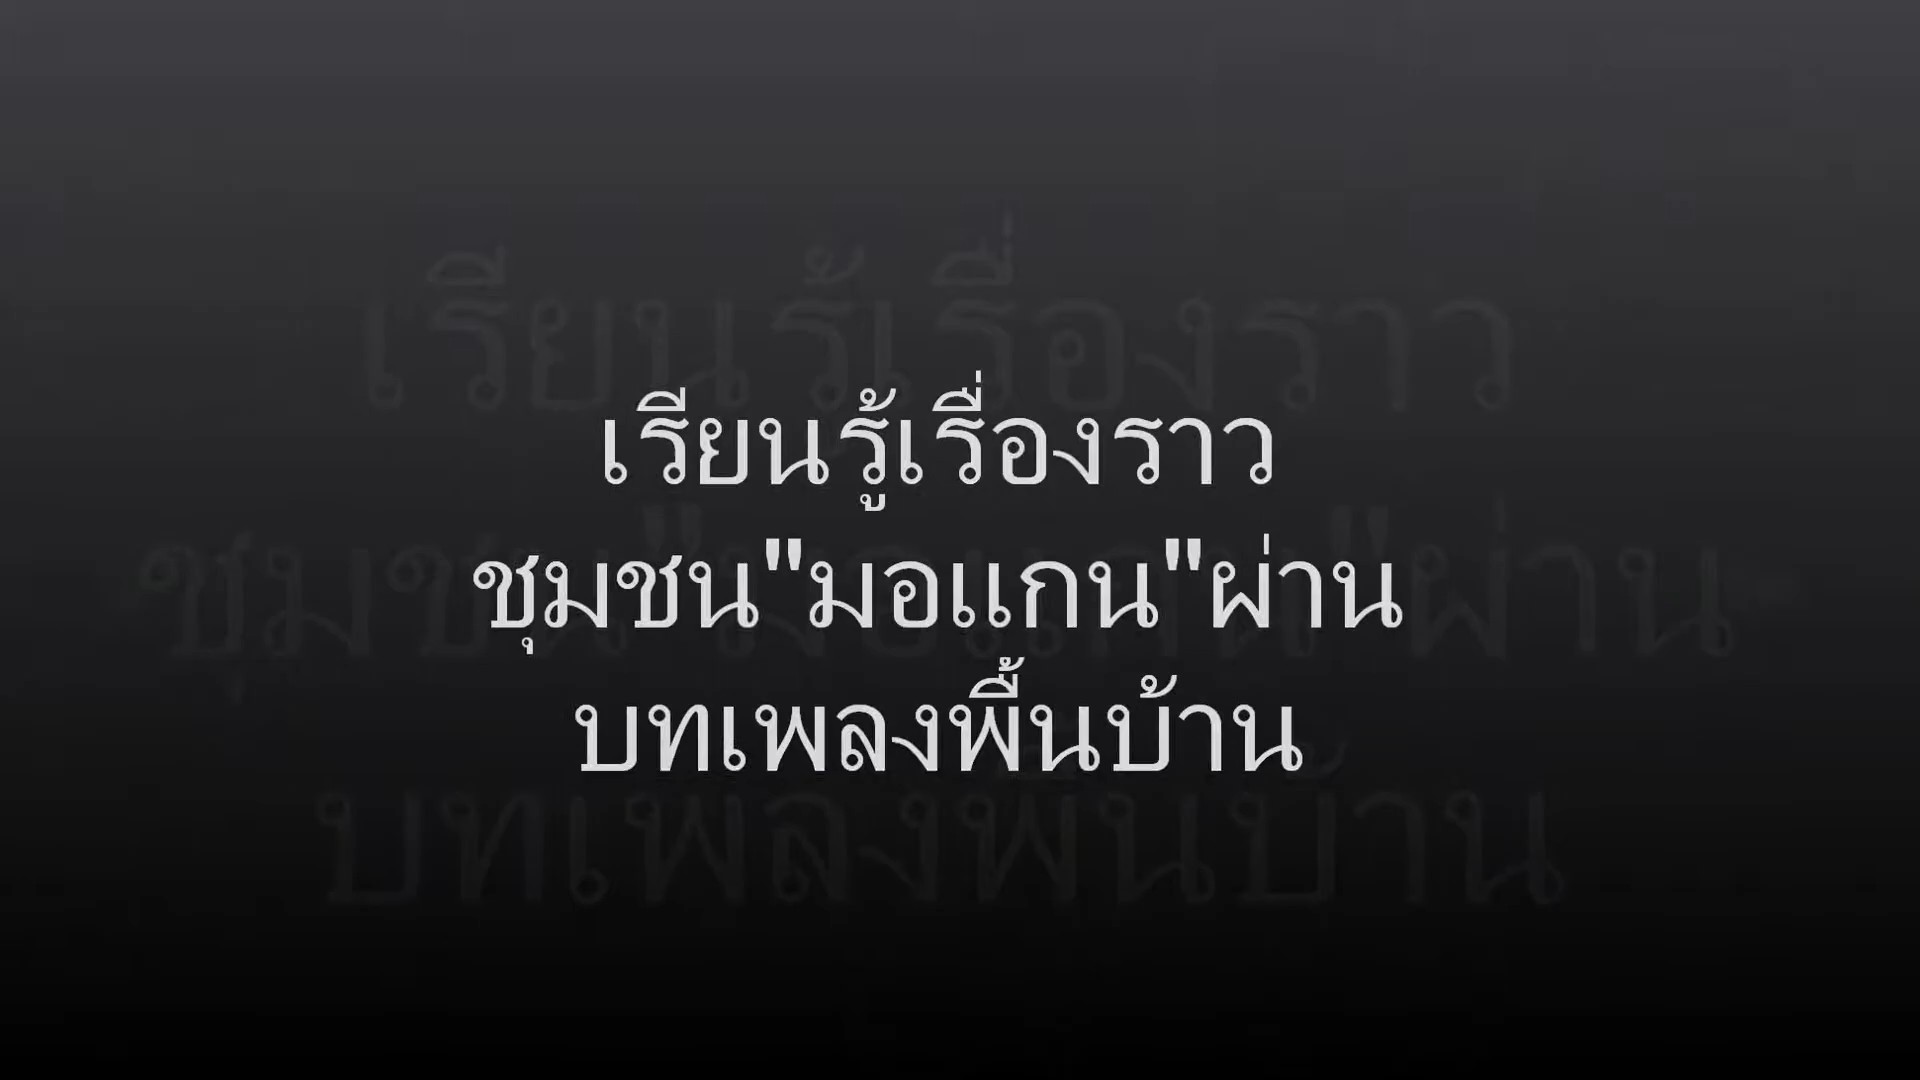 เรียนรู้เรื่องราว
ชุมชน"มอแกน"ผ่าน
บทเพลงพื้นบ้าน